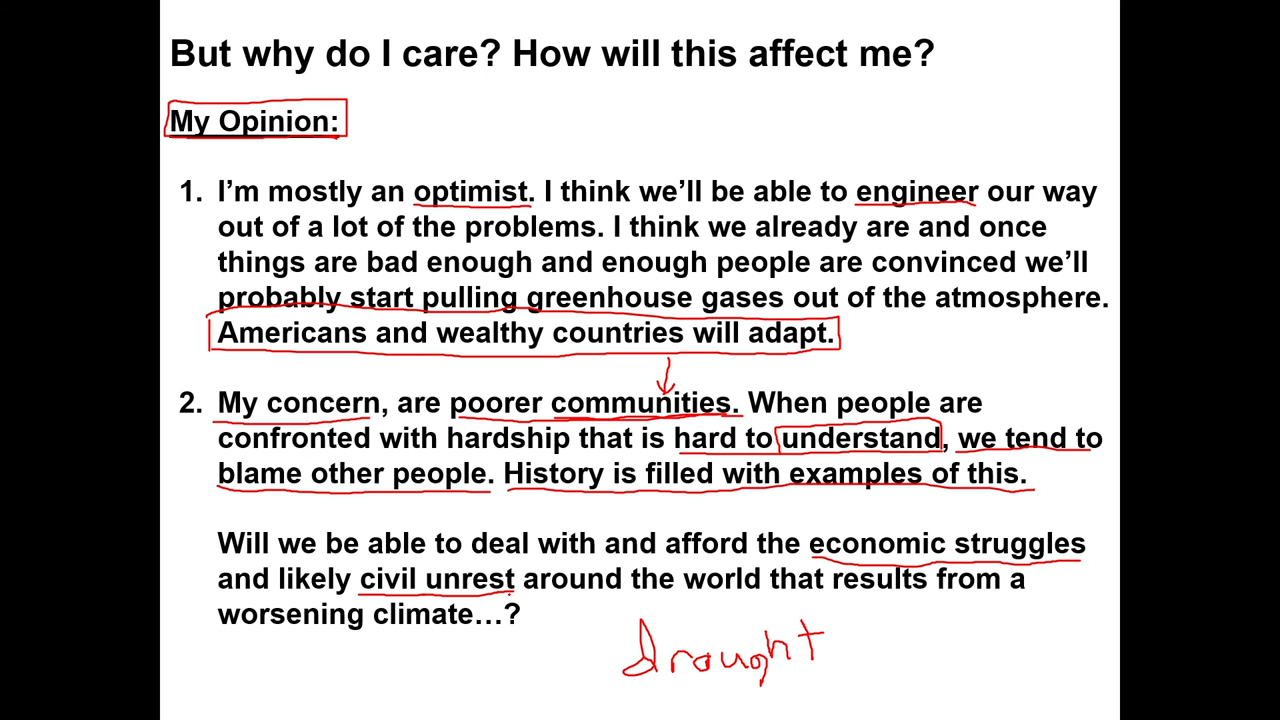 But why do I care? How will this affect me?
My Opinion:
1. I'm mostly an optimist. I think we'll be able to engineer our way
out of a lot of the problems. I think we already are and once
things are bad enough and enough people are convinced we'll
probably start pulling greenhouse gases out of the atmosphere.
Americans and wealthy countries will adapt.
2. My concern, are poorer communities. When people are
confronted with hardship that is hard to understand, we tend to
blame other people. History is filled with examples of this.
Will we be able to deal with and afford the economic struggles
and likely civil unrest around the world that results from a
worsening climate…?
drought